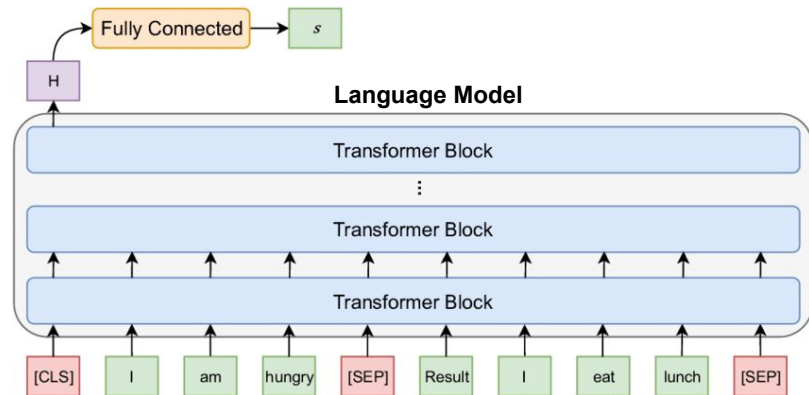 Fully Connected
s
H
Language Model
Transformer Block
⋮
Transformer Block
Transformer Block
[CLS] I am hungry [SEP] Result I eat lunch [SEP]